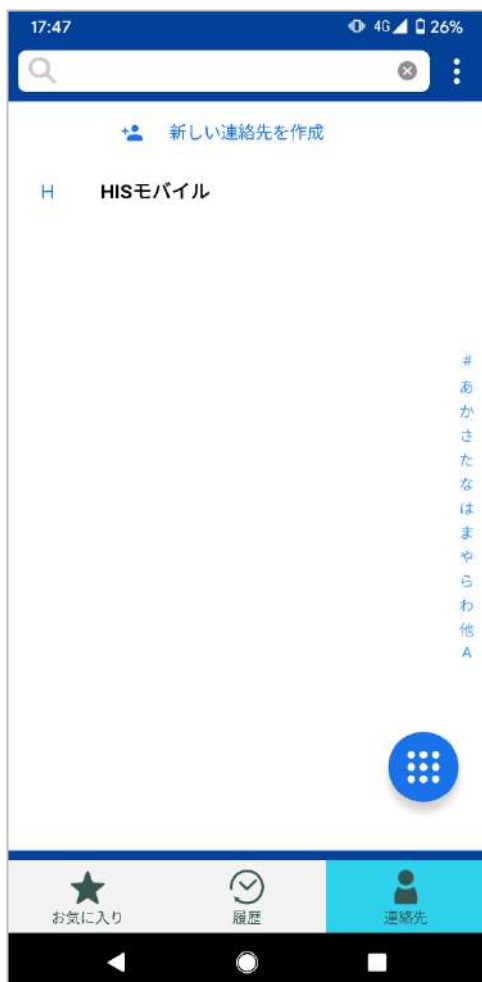 17:47 4G 26%
新しい連絡先を作成
H HISモバイル
#
あ
か
さ
た
な
は
ま
や
ら
わ
他
A
お気に入り 履歴 連絡先